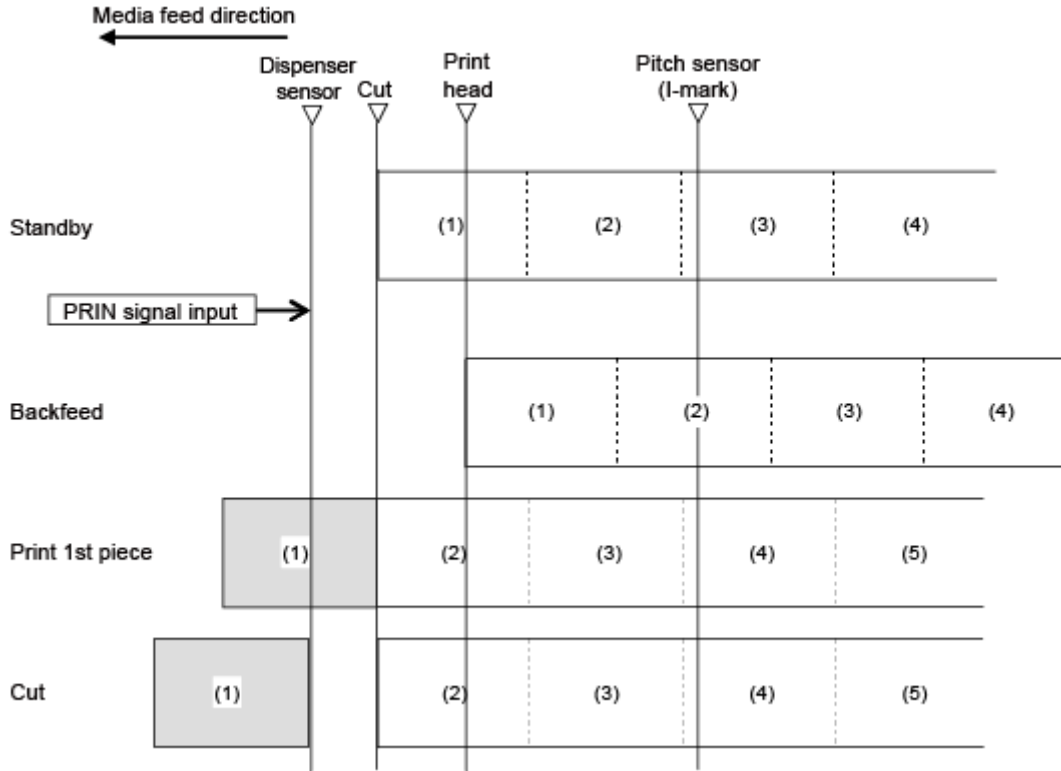 Media feed direction
Dispenser
sensor
Cut
Print
head
Pitch sensor
(I-mark)
Standby
(1)
(2)
(3)
(4)
PRIN signal input
Backfeed
(1)
(2)
(3)
(4)
Print 1st piece
(1)
(2)
(3)
(4)
(5)
Cut
(1)
(2)
(3)
(4)
(5)